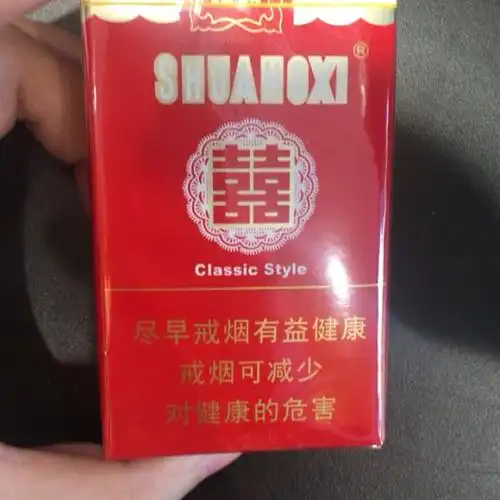 SHUANGXI®
囍
Classic Style
尽早戒烟有益健康
戒烟可减少
对健康的危害